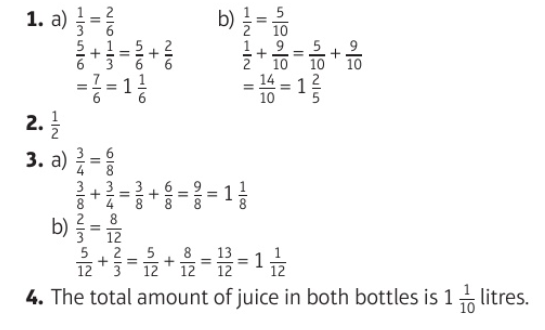 1. a) 1/3 = 2/6 b) 1/2 = 5/10
5/6 + 1/3 = 5/6 + 2/6 1/2 + 9/10 = 5/10 + 9/10
= 7/6 = 1 1/6 = 14/10 = 1 2/5
2. 1/2
3. a) 3/4 = 6/8
3/8 + 3/4 = 3/8 + 6/8 = 9/8 = 1 1/8
b) 2/3 = 8/12
5/12 + 2/3 = 5/12 + 8/12 = 13/12 = 1 1/12
4. The total amount of juice in both bottles is 1 1/10 litres.